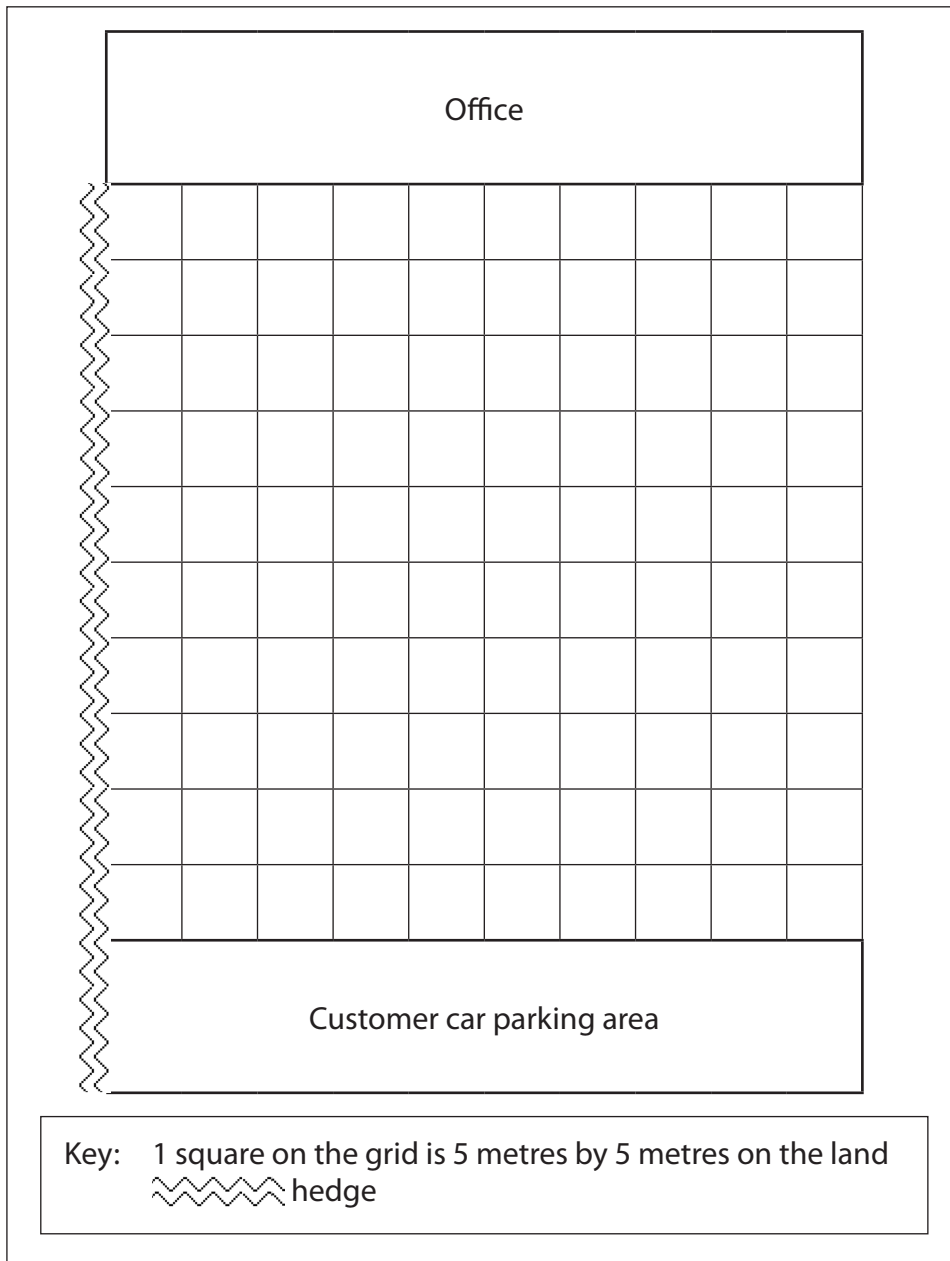 Office
Customer car parking area
Key: 1 square on the grid is 5 metres by 5 metres on the land
hedge